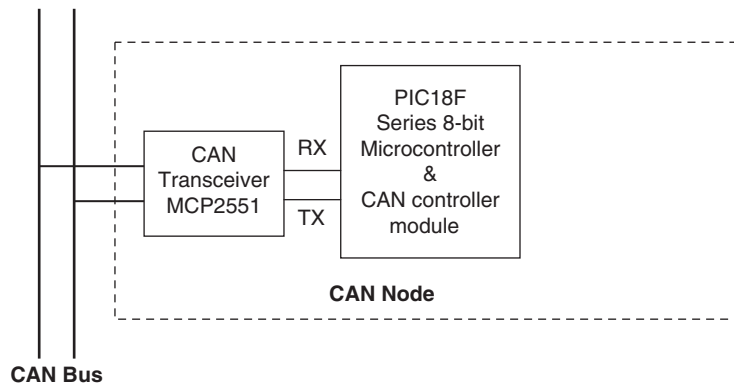 PIC18F
Series 8-bit
Microcontroller
&
CAN controller
module
CAN
Transceiver
MCP2551
RX
TX
CAN Node
CAN Bus